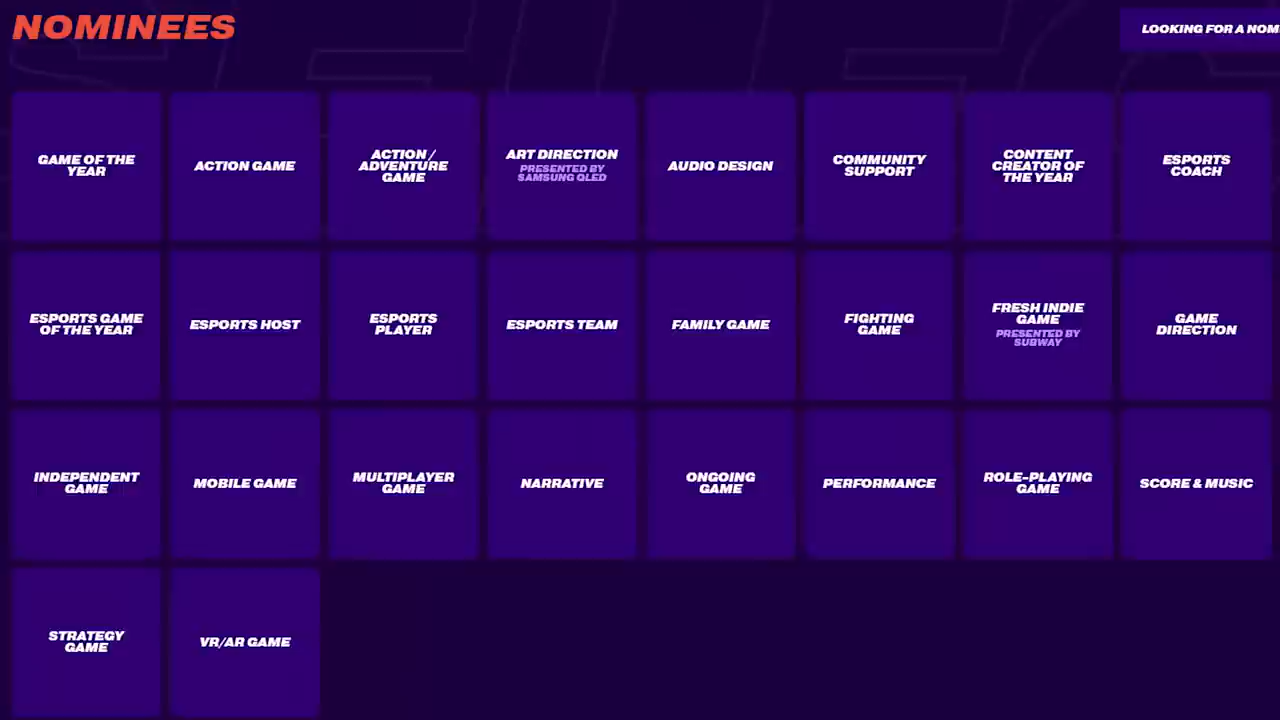 NOMINEES
LOOKING FOR A NOM
GAME OF THE
YEAR
ACTION GAME
ACTION /
ADVENTURE
GAME
ART DIRECTION
PRESENTED BY
SAMSUNG QLED
AUDIO DESIGN
COMMUNITY
SUPPORT
CONTENT
CREATOR OF
THE YEAR
ESPORTS
COACH
ESPORTS GAME
OF THE YEAR
ESPORTS HOST
ESPORTS
PLAYER
ESPORTS TEAM
FAMILY GAME
FIGHTING
GAME
FRESH INDIE
GAME
PRESENTED BY
SUBWAY
GAME
DIRECTION
INDEPENDENT
GAME
MOBILE GAME
MULTIPLAYER
GAME
NARRATIVE
ONGOING
GAME
PERFORMANCE
ROLE-PLAYING
GAME
SCORE & MUSIC
STRATEGY
GAME
VR/AR GAME